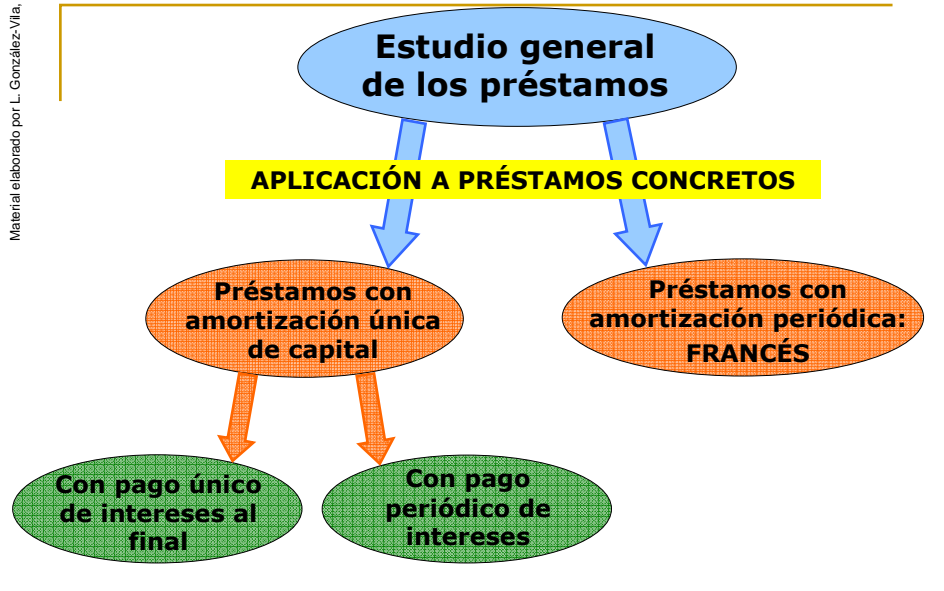 Material elaborado por L. González-Vila,
Estudio general
de los préstamos
APLICACIÓN A PRÉSTAMOS CONCRETOS
Préstamos con
amortización única
de capital
Préstamos con
amortización periódica:
FRANCÉS
Con pago único
de intereses al
final
Con pago
periódico de
intereses